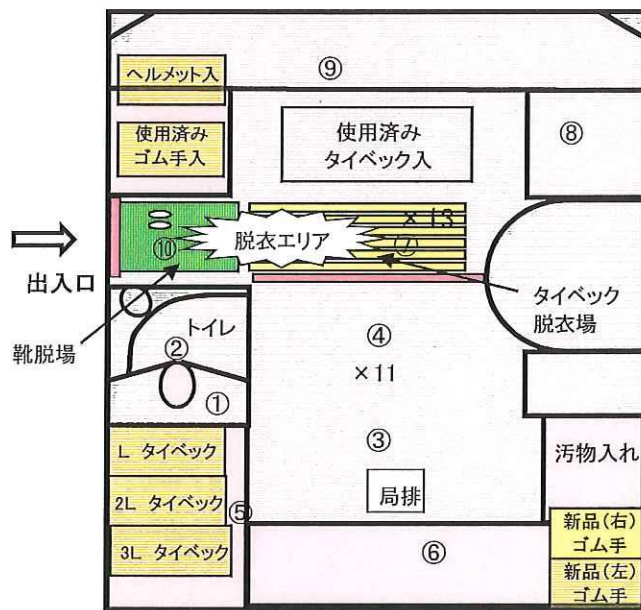 ⑨
ヘルメット入
使用済み
ゴム手入
使用済み
タイベック入
⑧
×13
脱衣エリア
⑩
⑦
出入口
タイベック
脱衣場
靴脱場
トイレ
②
①
④
×11
③
局排
L タイベック
2L タイベック
3L タイベック
⑤
⑥
汚物入れ
新品(右)
ゴム手
新品(左)
ゴム手